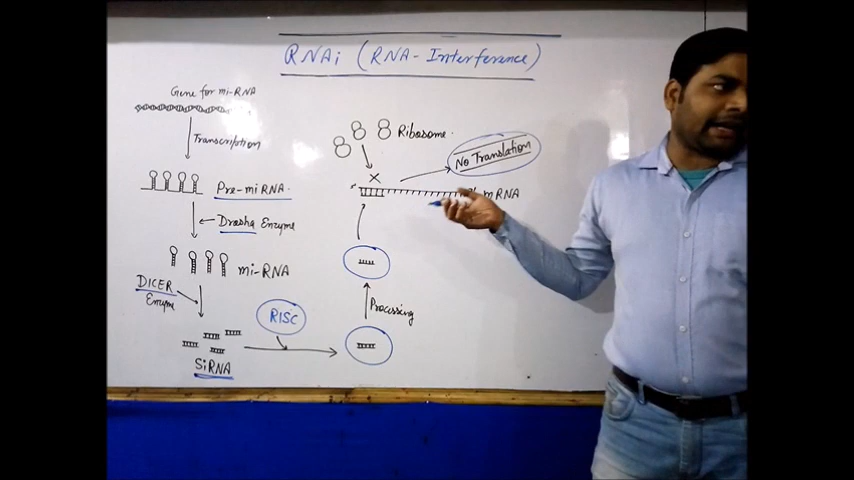 RNAi (RNA-Interference)
Gene for mi-RNA
Transcription
Pre-miRNA.
Drosha Enzyme
mi-RNA
DICER
Enzyme
SiRNA
RISC
Processing
Ribosome.
No Translation
X
mRNA